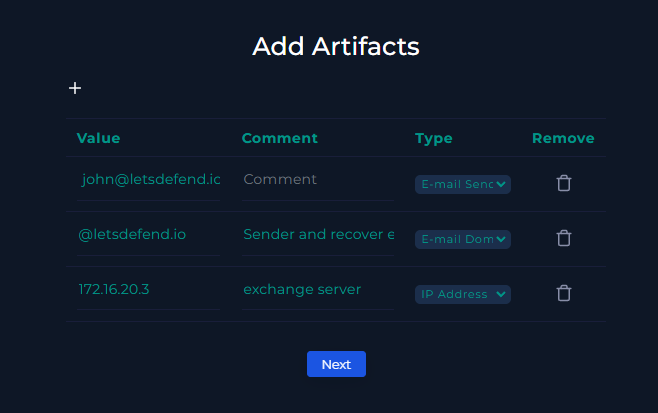 Add Artifacts
+
Value Comment Type Remove
john@letsdefend.io Comment E-mail Send
@letsdefend.io Sender and recover e E-mail Dom
172.16.20.3 exchange server IP Address
Next